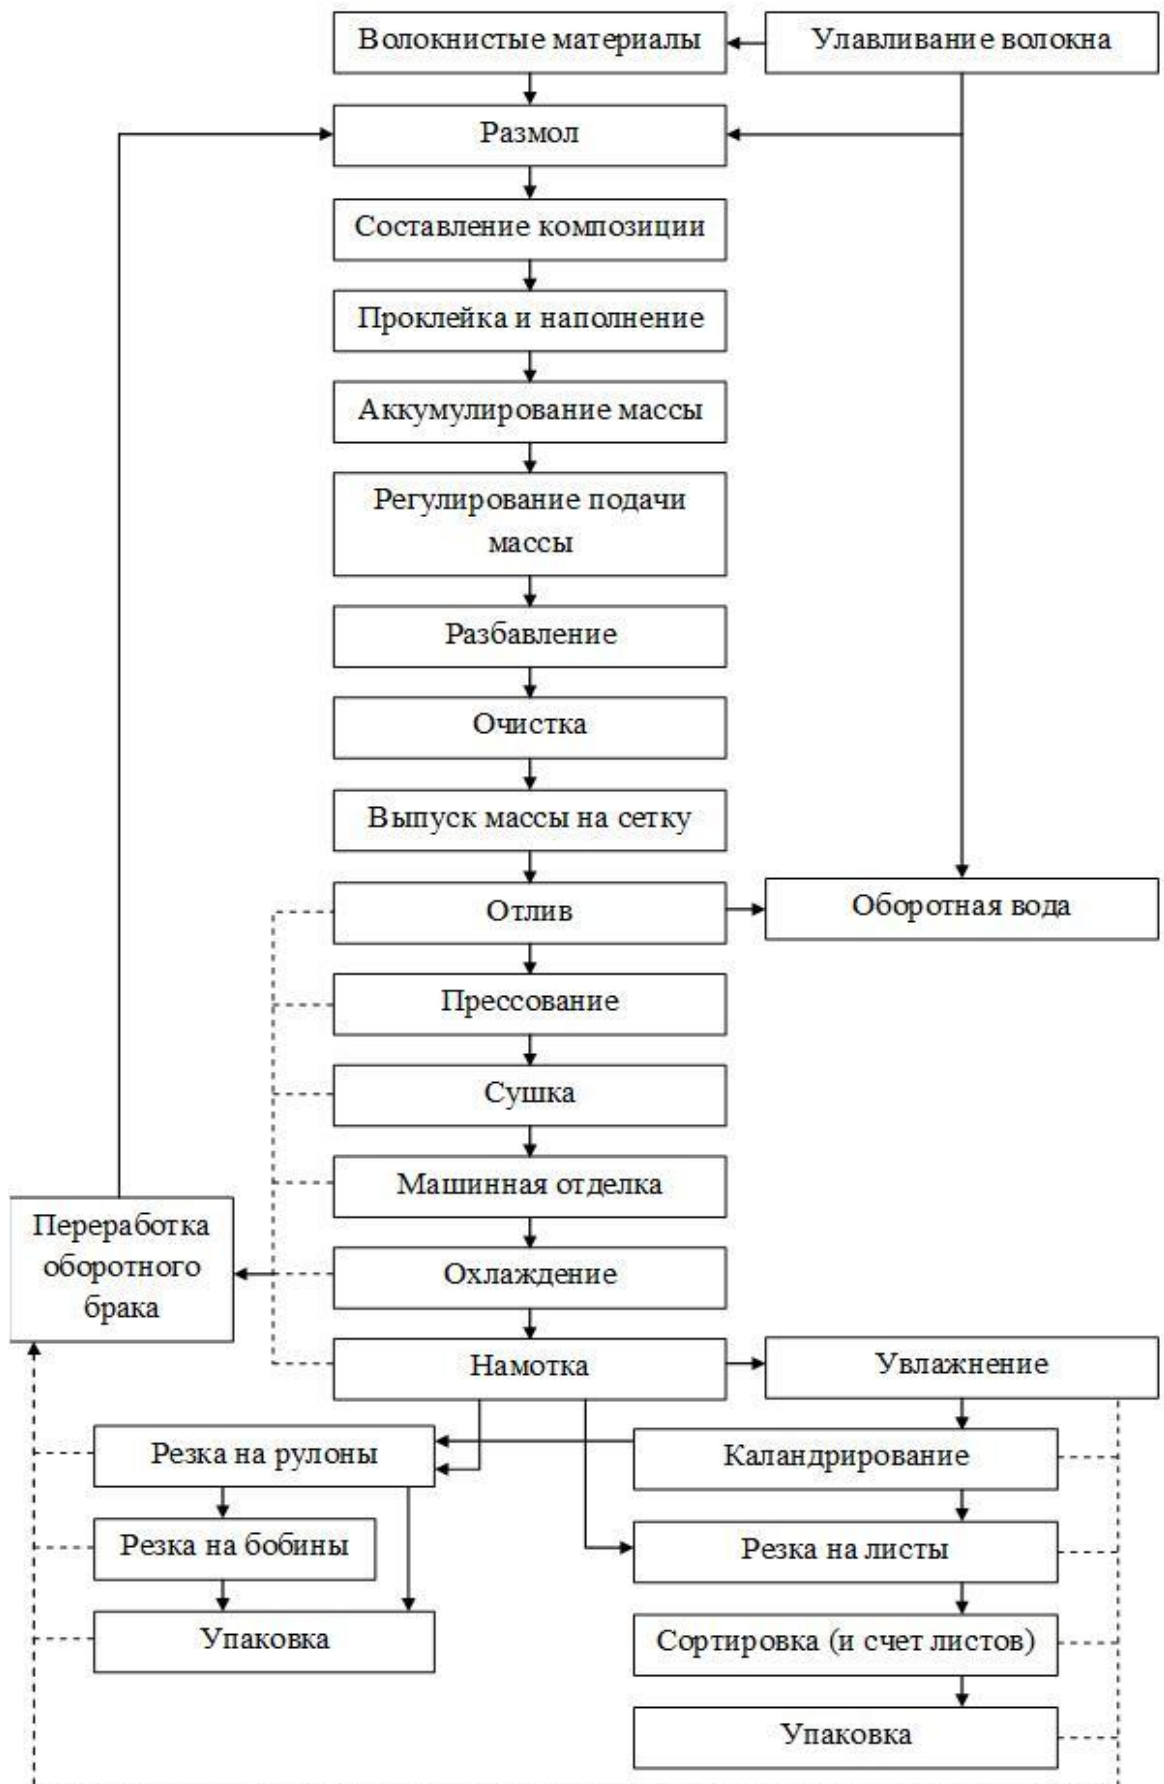 Волокнистые материалы
Улавливание волокна
Размол
Составление композиции
Проклейка и наполнение
Аккумулирование массы
Регулирование подачи
массы
Разбавление
Очистка
Выпуск массы на сетку
Отлив
Оборотная вода
Прессование
Сушка
Машинная отделка
Переработка
оборотного
брака
Охлаждение
Намотка
Увлажнение
Резка на рулоны
Каландрирование
Резка на бобины
Резка на листы
Упаковка
Сортировка (и счет листов)
Упаковка